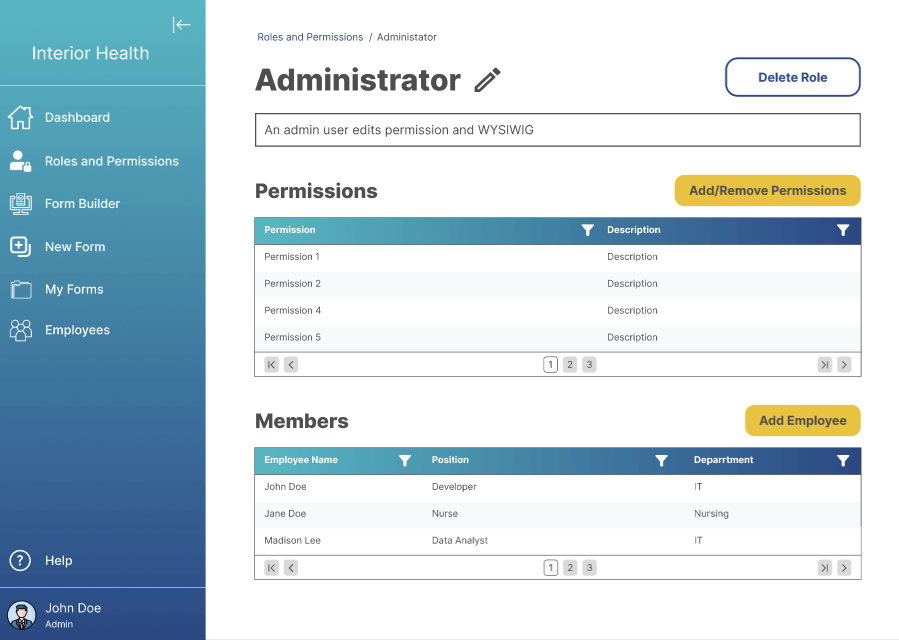 Interior Health
Dashboard
Roles and Permissions
Form Builder
New Form
My Forms
Employees
? Help
John Doe
Admin
Roles and Permissions / Administator
Administrator
Delete Role
An admin user edits permission and WYSIWIG
Permissions
Add/Remove Permissions
Permission Description
Permission 1 Description
Permission 2 Description
Permission 4 Description
Permission 5 Description
1 2 3
Members
Add Employee
Employee Name Position Deparrtment
John Doe Developer IT
Jane Doe Nurse Nursing
Madison Lee Data Analyst IT
1 2 3